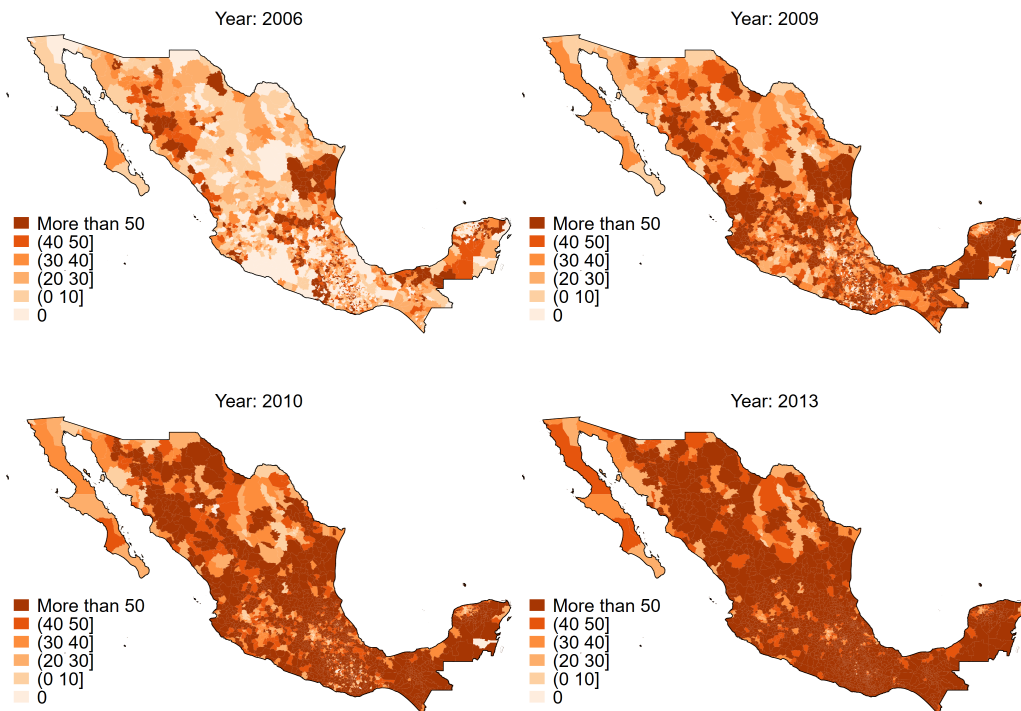 Year: 2006
More than 50
(40 50]
(30 40]
(20 30]
(0 10]
0
Year: 2009
More than 50
(40 50]
(30 40]
(20 30]
(0 10]
0
Year: 2010
More than 50
(40 50]
(30 40]
(20 30]
(0 10]
0
Year: 2013
More than 50
(40 50]
(30 40]
(20 30]
(0 10]
0